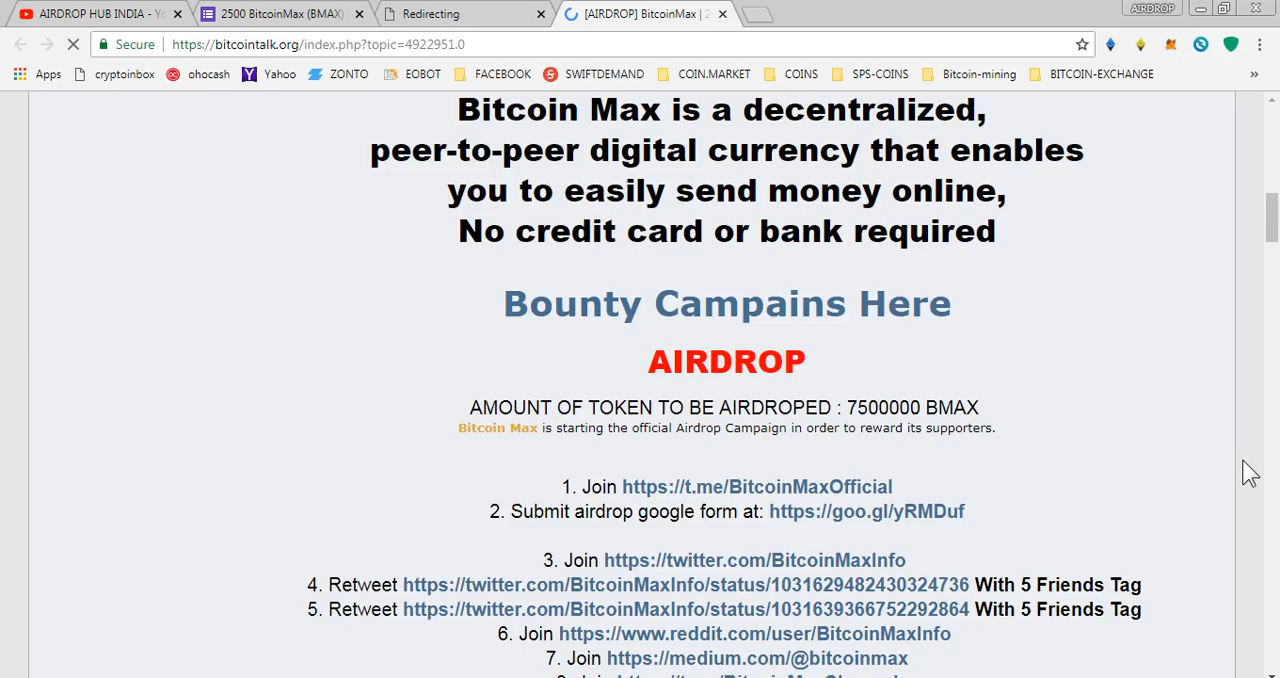 AIRDROP HUB INDIA - Yo
2500 BitcoinMax (BMAX)
Redirecting
[AIRDROP] BitcoinMax | 2
AIRDROP
Secure
https://bitcointalk.org/index.php?topic=4922951.0
Apps
cryptoinbox
ohocash
Yahoo
ZONTO
EOBOT
FACEBOOK
SWIFTDEMAND
COIN.MARKET
COINS
SPS-COINS
Bitcoin-mining
BITCOIN-EXCHANGE
»
Bitcoin Max is a decentralized,
peer-to-peer digital currency that enables
you to easily send money online,
No credit card or bank required
Bounty Campains Here
AIRDROP
AMOUNT OF TOKEN TO BE AIRDROPED : 7500000 BMAX
Bitcoin Max is starting the official Airdrop Campaign in order to reward its supporters.
1. Join https://t.me/BitcoinMaxOfficial
2. Submit airdrop google form at: https://goo.gl/yRMDuf
3. Join https://twitter.com/BitcoinMaxInfo
4. Retweet https://twitter.com/BitcoinMaxInfo/status/1031629482430324736 With 5 Friends Tag
5. Retweet https://twitter.com/BitcoinMaxInfo/status/1031639366752292864 With 5 Friends Tag
6. Join https://www.reddit.com/user/BitcoinMaxInfo
7. Join https://medium.com/@bitcoinmax